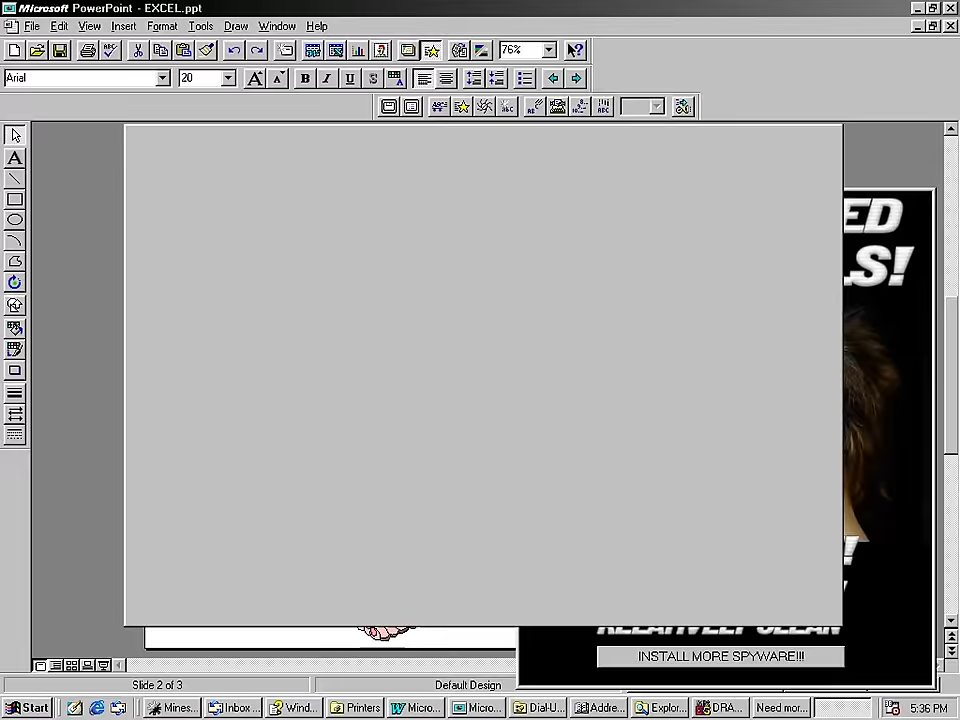 Microsoft PowerPoint - EXCEL.ppt
File Edit View Insert Format Tools Draw Window Help
76%
Arial 20 B I U S
ED
LS!
!
RELATIVELY CLEAN
INSTALL MORE SPYWARE!!!
Slide 2 of 3 Default Design
Start Mines... Inbox ... Wind... Printers Micro... Micro... Dial-U... Addre... Explor... DRA... Need mor... 5:36 PM